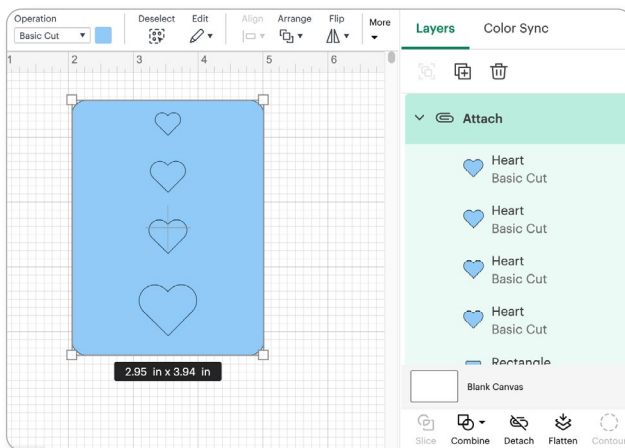 Operation
Basic Cut
Deselect
Edit
Align
Arrange
Flip
More
1 2 3 4 5 6
2.95 in x 3.94 in
Layers Color Sync
Attach
Heart
Basic Cut
Heart
Basic Cut
Heart
Basic Cut
Heart
Basic Cut
Rectangle
Blank Canvas
Slice Combine Detach Flatten Contour